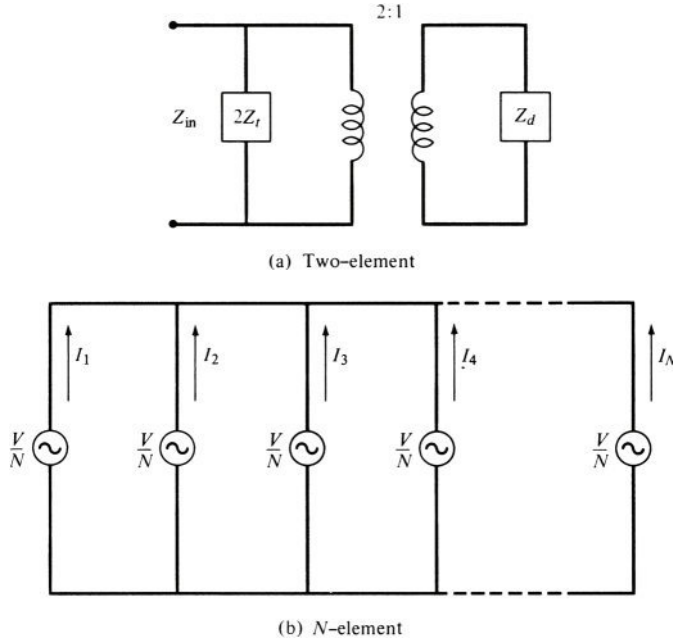 2:1
Z_in
2Z_t
Z_d
(a) Two-element
I_1
I_2
I_3
I_4
I_N
V/N
V/N
V/N
V/N
V/N
(b) N-element